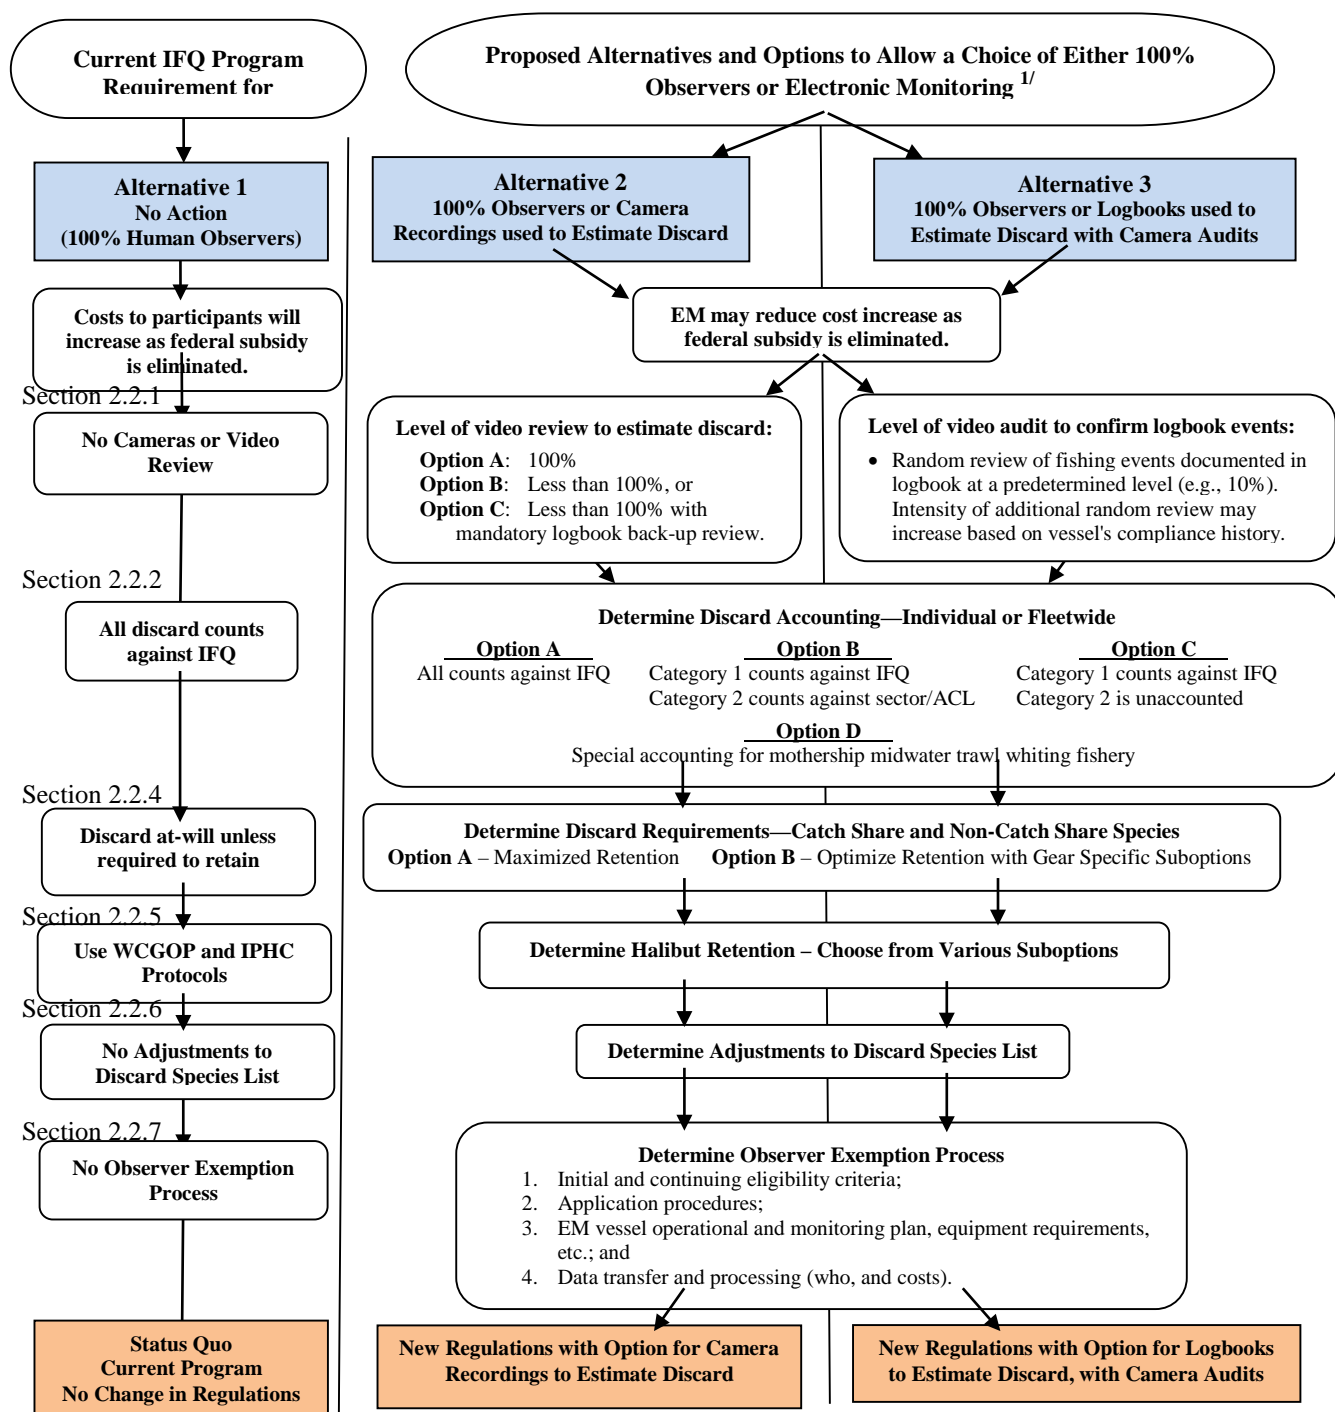 Current IFQ Program
Requirement for
Alternative 1
No Action
(100% Human Observers)
Costs to participants will
increase as federal subsidy
is eliminated.
Section 2.2.1
No Cameras or Video
Review
Section 2.2.2
All discard counts
against IFQ
Section 2.2.4
Discard at-will unless
required to retain
Section 2.2.5
Use WCGOP and IPHC
Protocols
Section 2.2.6
No Adjustments to
Discard Species List
Section 2.2.7
No Observer Exemption
Process
Status Quo
Current Program
No Change in Regulations
Proposed Alternatives and Options to Allow a Choice of Either 100%
Observers or Electronic Monitoring 1/
Alternative 2
100% Observers or Camera
Recordings used to Estimate Discard
Alternative 3
100% Observers or Logbooks used to
Estimate Discard with Camera Audits
EM may reduce cost increase as
federal subsidy is eliminated.
Level of video review to estimate discard:
Option A: 100%
Option B: Less than 100%, or
Option C: Less than 100% with
mandatory logbook back-up review.
Level of video audit to confirm logbook events:
• Random review of fishing events documented in
logbook at a predetermined level (e.g., 10%).
Intensity of additional random review may
increase based on vessel's compliance history.
Determine Discard Accounting—Individual or Fleetwide
Option A
All counts against IFQ
Option B
Category 1 counts against IFQ
Category 2 counts against sector/ACL
Option C
Category 1 counts against IFQ
Category 2 is unaccounted
Option D
Special accounting for mothership midwater trawl whiting fishery
Determine Discard Requirements—Catch Share and Non-Catch Share Species
Option A – Maximized Retention Option B – Optimize Retention with Gear Specific Suboptions
Determine Halibut Retention – Choose from Various Suboptions
Determine Adjustments to Discard Species List
Determine Observer Exemption Process
1. Initial and continuing eligibility criteria;
2. Application procedures;
3. EM vessel operational and monitoring plan, equipment requirements,
etc.; and
4. Data transfer and processing (who, and costs).
New Regulations with Option for Camera
Recordings to Estimate Discard
New Regulations with Option for Logbooks
to Estimate Discard, with Camera Audits